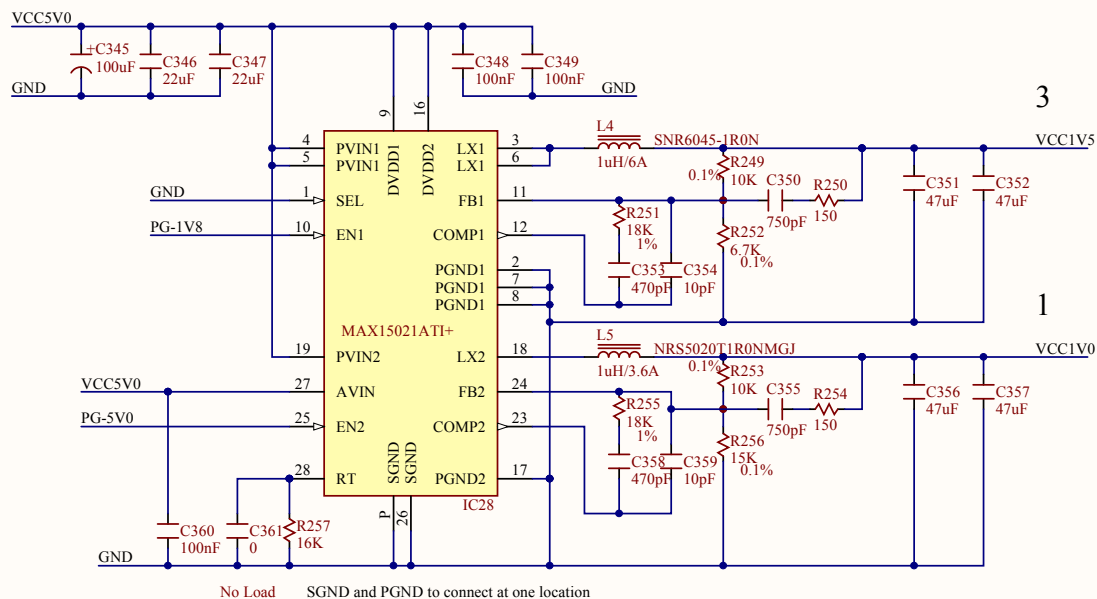 VCC5V0
+C345
100uF
C346
22uF
C347
22uF
C348
100nF
C349
100nF
GND
GND
3
9
16
DVDD1
DVDD2
L4
SNR6045-1R0N
1uH/6A
VCC1V5
4
PVIN1
5
PVIN1
LX1
3
LX1
6
R249
0.1%
10K
C350
750pF
R250
150
C351
47uF
C352
47uF
GND
1
SEL
FB1
11
R251
18K
1%
R252
6.7K
0.1%
PG-1V8
10
EN1
COMP1
12
C353
470pF
C354
10pF
PGND1
2
PGND1
7
PGND1
8
1
MAX15021ATI+
L5
NRS5020T1R0NMGJ
1uH/3.6A
VCC1V0
19
PVIN2
LX2
18
R253
0.1%
10K
C355
750pF
R254
150
C356
47uF
C357
47uF
VCC5V0
27
AVIN
FB2
24
R255
18K
1%
R256
15K
0.1%
PG-5V0
25
EN2
COMP2
23
C358
470pF
C359
10pF
28
RT
SGND
SGND
PGND2
17
IC28
P
26
C360
100nF
C361
0
R257
16K
GND
No Load
SGND and PGND to connect at one location